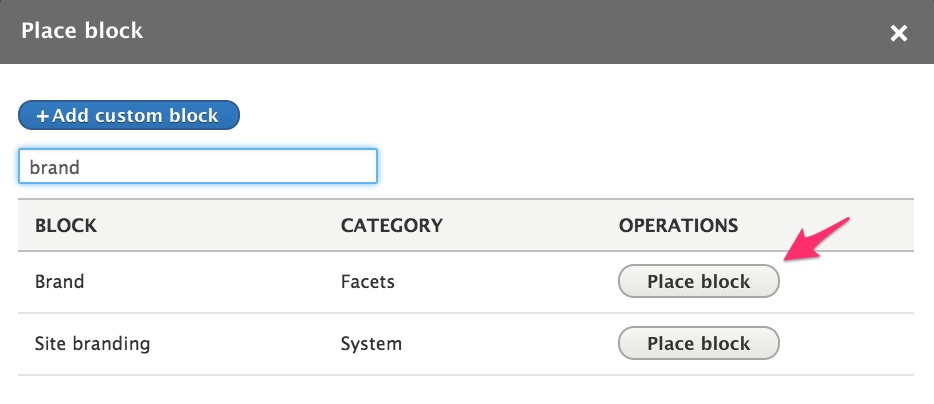 Place block
+ Add custom block
brand
BLOCK CATEGORY OPERATIONS
Brand Facets Place block
Site branding System Place block